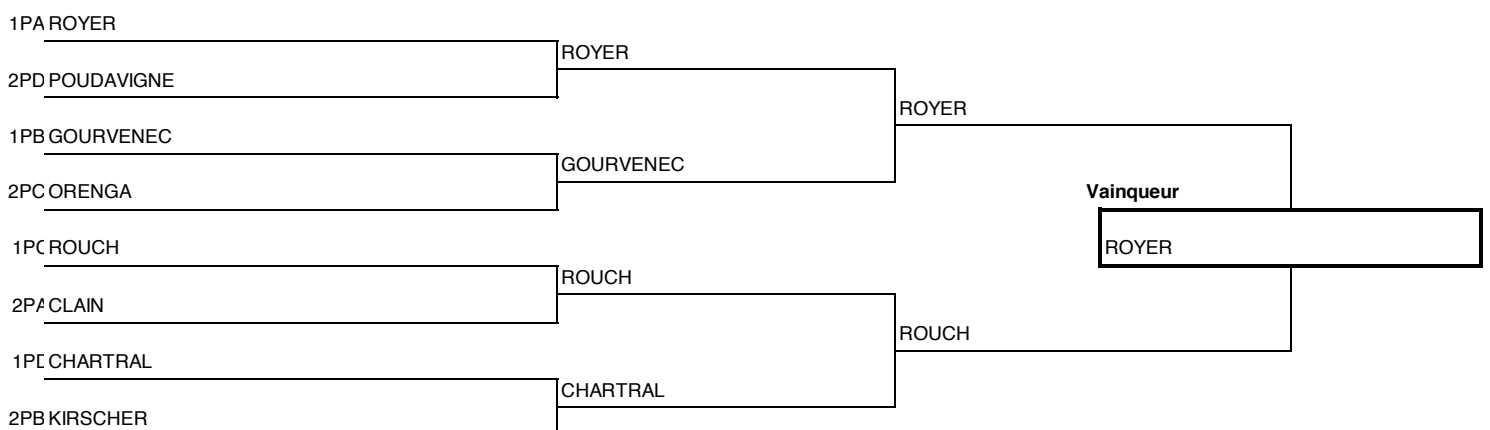 1PA ROYER
ROYER
2PD POUDAVIGNE
ROYER
1PB GOURVENEC
GOURVENEC
2PC ORENGA
Vainqueur
1PC ROUCH
ROYER
ROUCH
2PA CLAIN
ROUCH
1PD CHARTRAL
CHARTRAL
2PB KIRSCHER